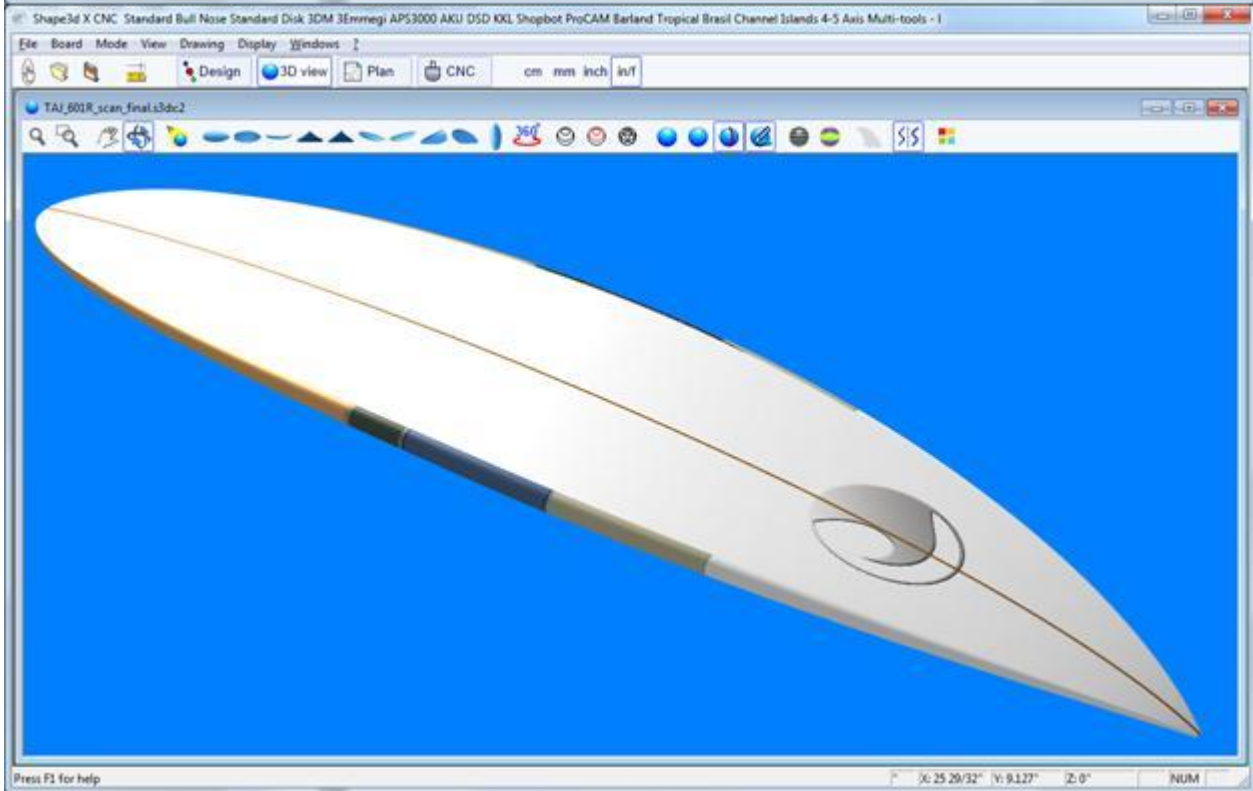 Shape3d X CNC Standard Bull Nose Standard Disk 3DM 3Emmegi APS3000 AKU DSD KKL Shopbot ProCAM Barland Tropical Brasil Channel Islands 4-5 Axis Multi-tools - I
File Board Mode View Drawing Display Windows ?
Design 3D view Plan CNC cm mm inch in/f
TAJ_601R_scan_final.s3dx2
360°
Press F1 for help " X: 25 29/32" Y: 9.127" Z: 0" NUM